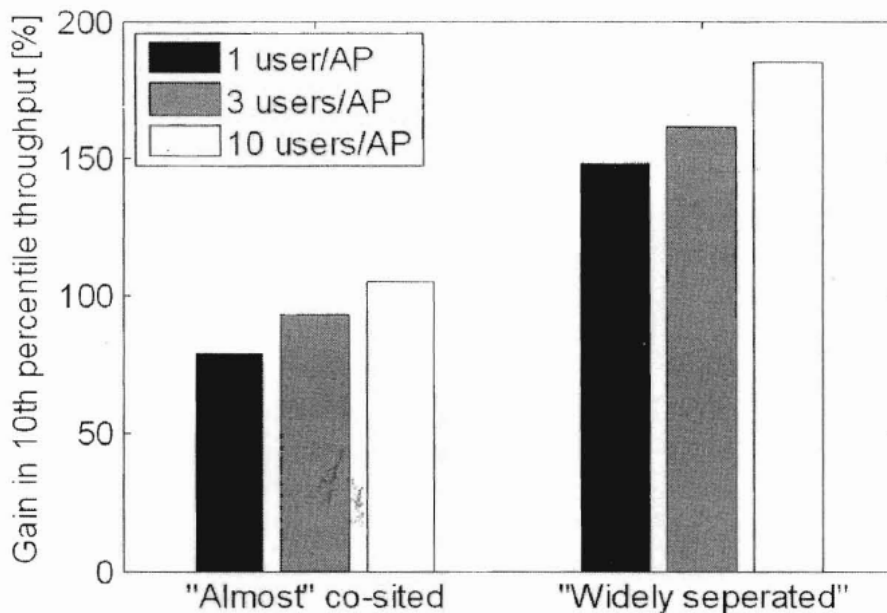 Gain in 10th percentile throughput [%]
200
150
100
50
0
1 user/AP
3 users/AP
10 users/AP
"Almost" co-sited
"Widely seperated"